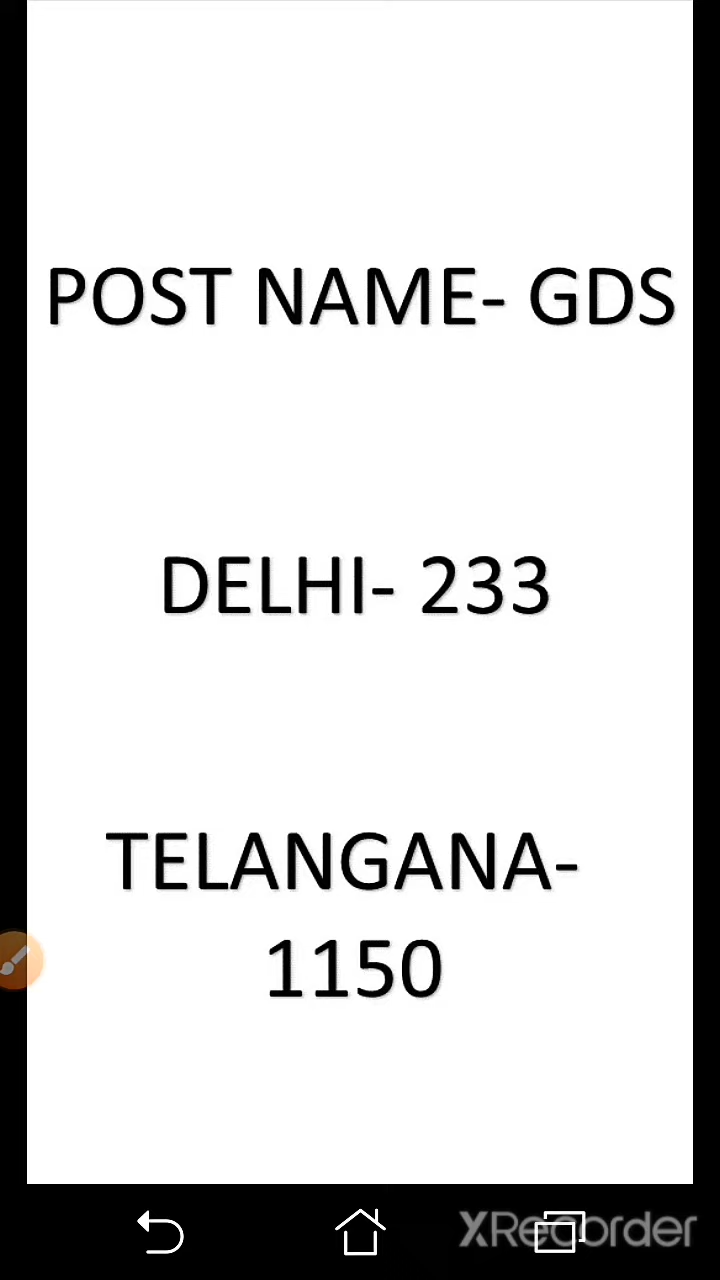 POST NAME- GDS
DELHI- 233
TELANGANA-
1150
XRecorder